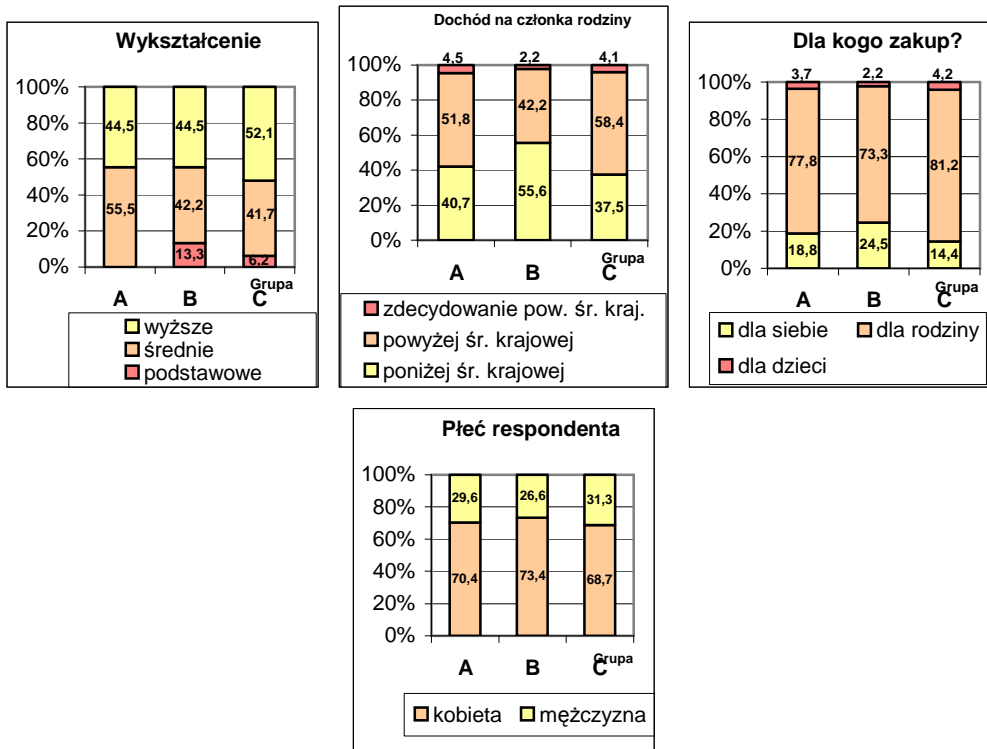 Wykształcenie
100%
80%
60%
40%
20%
0%
44,5
44,5
52,1
55,5
42,2
41,7
13,3
6,2
Grupa
A
B
C
wyższe
średnie
podstawowe
Dochód na członka rodziny
4,5
2,2
4,1
100%
80%
60%
40%
20%
0%
51,8
42,2
58,4
40,7
55,6
37,5
Grupa
A
B
C
zdecydowanie pow. śr. kraj.
powyżej śr. krajowej
poniżej śr. krajowej
Dla kogo zakup?
3,7
2,2
4,2
100%
80%
60%
40%
20%
0%
77,8
73,3
81,2
18,8
24,5
14,4
Grupa
A
B
C
dla siebie
dla rodziny
dla dzieci
Płeć respondenta
100%
80%
60%
40%
20%
0%
29,6
26,6
31,3
70,4
73,4
68,7
Grupa
A
B
C
kobieta
mężczyzna